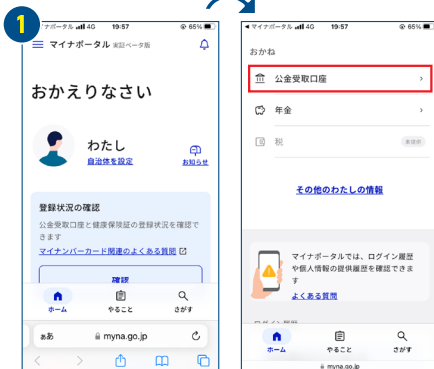 1
マイナポータル 4G 19:57 65%
マイナポータル 実証ベータ版
おかえりなさい
わたし
自治体を設定
お知らせ
登録状況の確認
公金受取口座と健康保険証の登録状況を確認で
きます
マイナンバーカード関連のよくある質問
確認
ホーム やること さがす
ぁあ myna.go.jp
マイナポータル 4G 19:57 65%
おかね
公金受取口座
年金
税
その他のわたしの情報
マイナポータルでは、ログイン履歴
や個人情報の提供履歴を確認できま
す
よくある質問
ログイン履歴
ホーム やること さがす
myna.go.jp